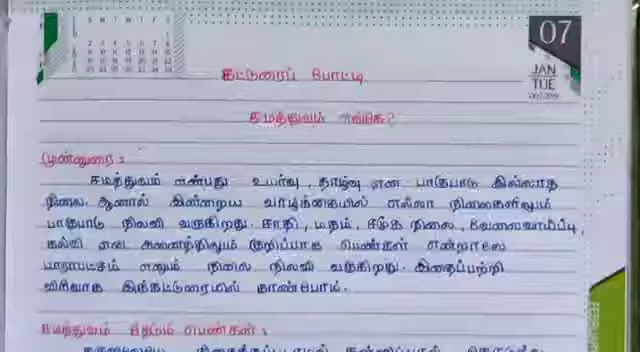 07
JAN
TUE
கட்டுரைப் போட்டி
சமத்துவம் எங்கே?
முன்னுரை :
சமத்துவம் என்பது உயர்வு, தாழ்வு என பாகுபாடு இல்லாத
நிலை. ஆனால் இன்றைய வாழ்க்கையில் எல்லா நிலைகளிலும்
பாகுபாடு நிலவி வருகிறது. சாதி, மதம், சமூக நிலை, வேலைவாய்ப்பு,
கல்வி என அனைத்திலும் குறிப்பாக பெண்கள் என்றாலே
பாரபட்சம் எனும் நிலை நிலவி வருகிறது. இதைப்பற்றி
விரிவாக இக்கட்டுரையில் காண்போம்.
சமத்துவம் தேடும் பெண்கள் :